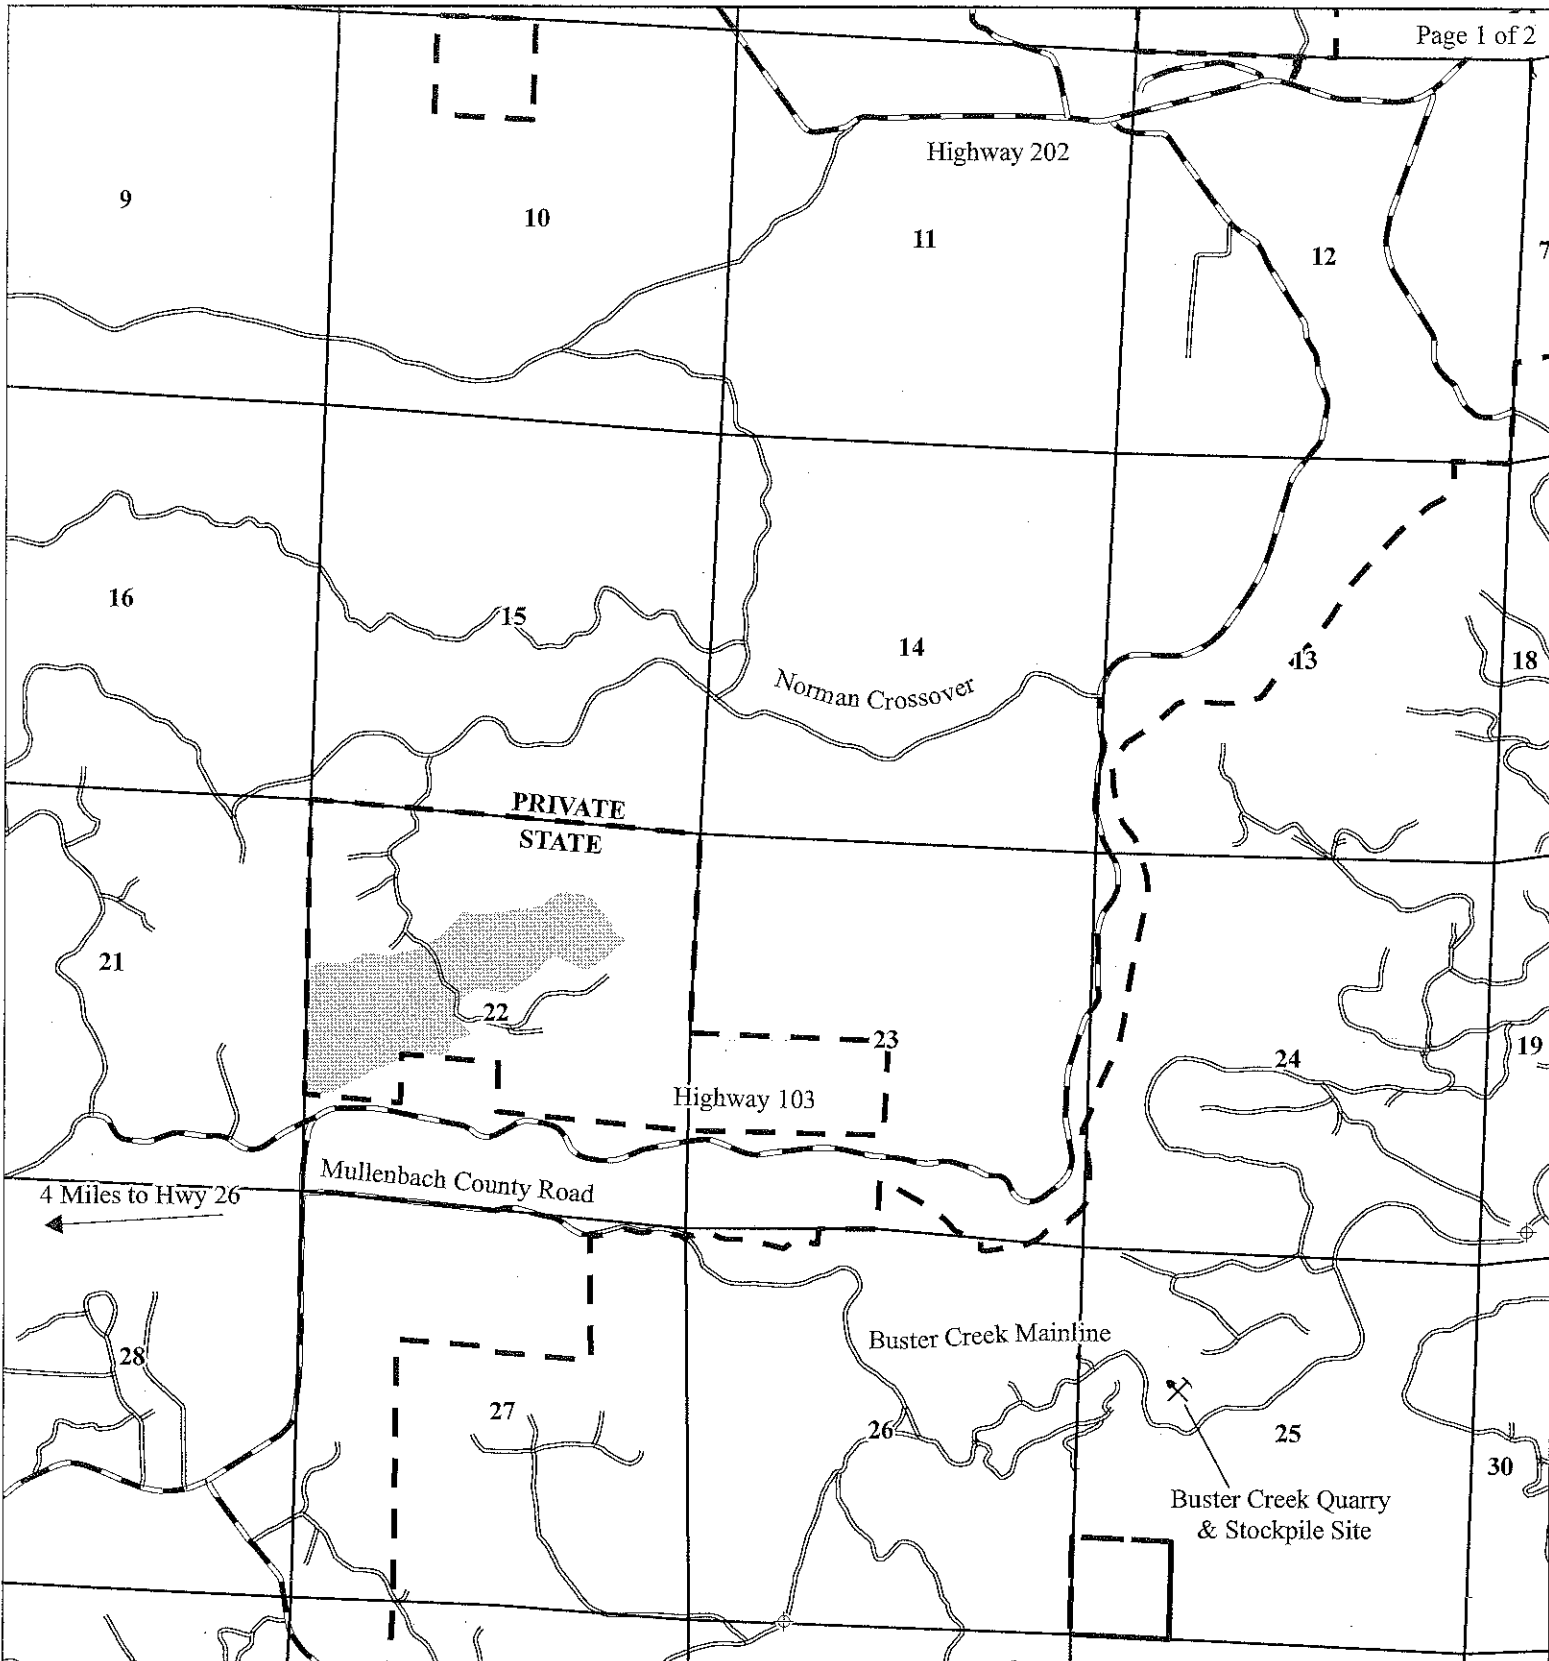 Page 1 of 2
Highway 202
9
10
11
12
7
16
15
14
13
18
Norman Crossover
PRIVATE
STATE
21
22
23
24
19
Highway 103
Mullenbach County Road
4 Miles to Hwy 26
Buster Creek Mainline
28
27
26
25
30
Buster Creek Quarry
& Stockpile Site